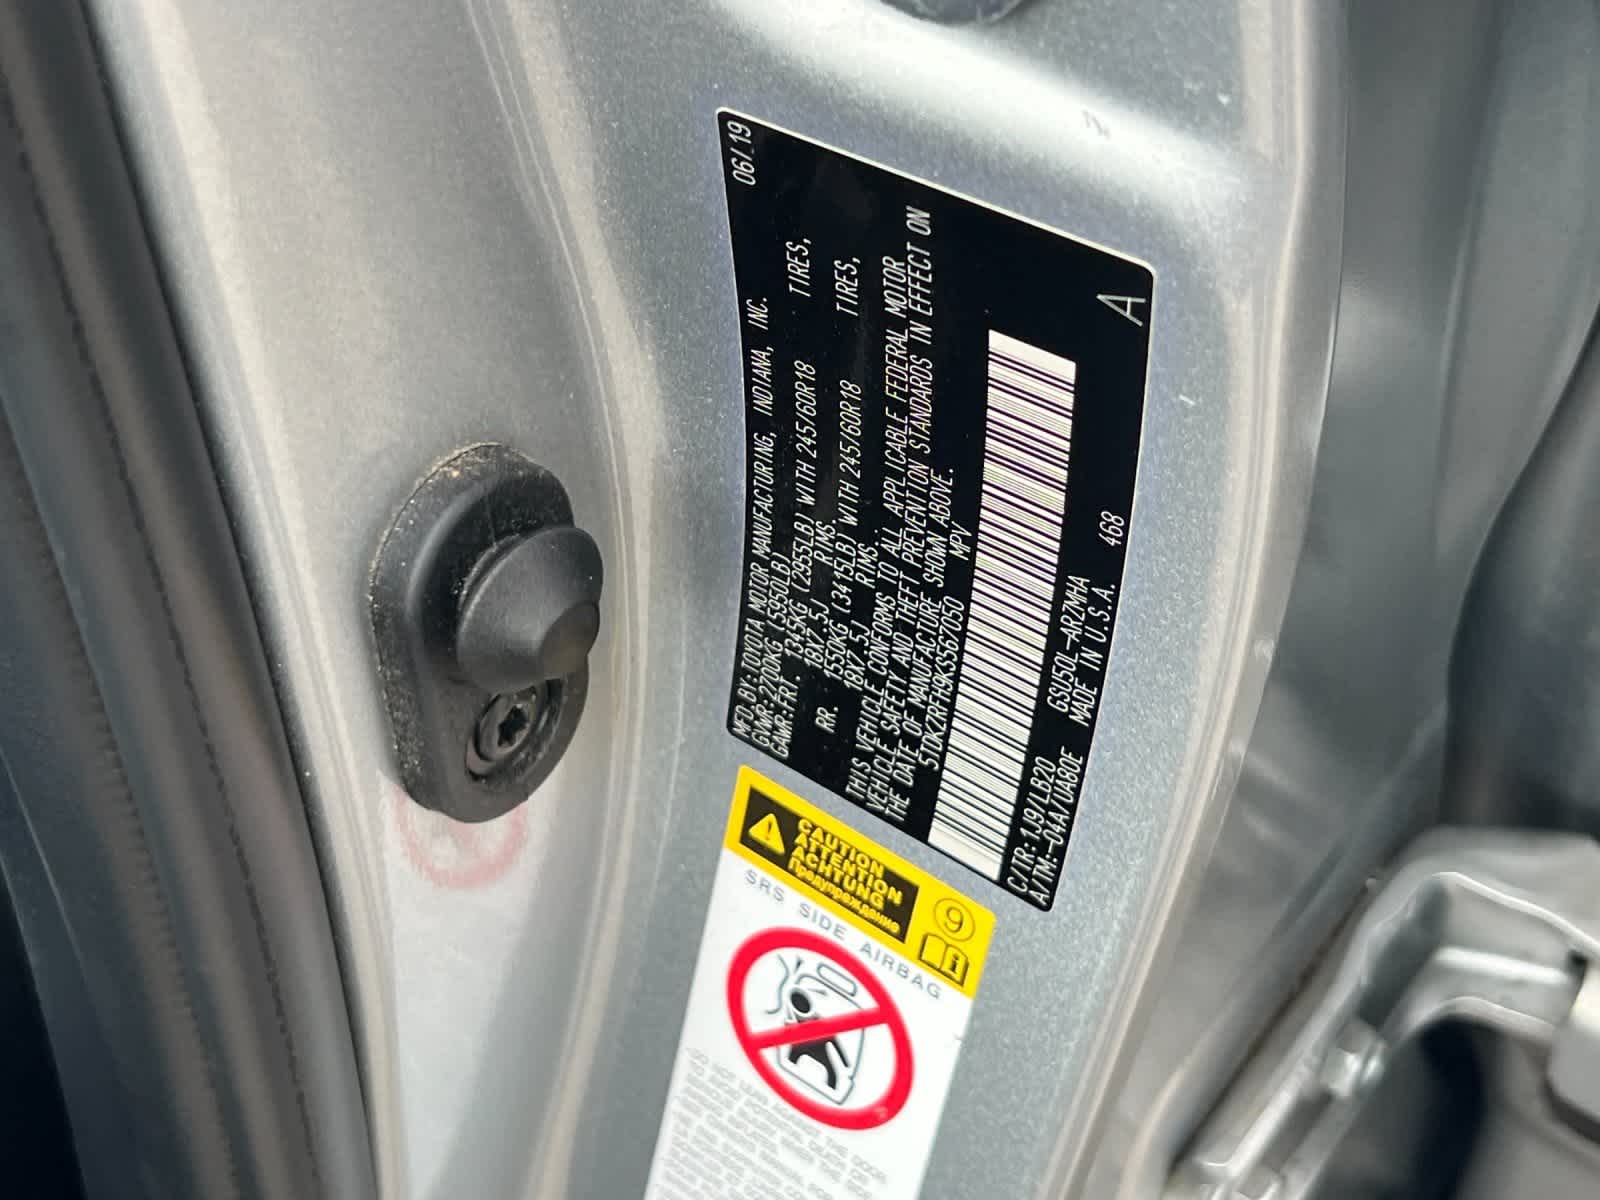 06/19
MFD. BY: TOYOTA MOTOR MANUFACTURING, INDIANA, INC.
GVWR: 2700KG (5950LB)
GAWR: FRT. 1345KG (2955LB) WITH 245/60R18 TIRES,
18X7.5J RIMS.
RR. 1550KG (3415LB) WITH 245/60R18 TIRES,
18X7.5J RIMS.
THIS VEHICLE CONFORMS TO ALL APPLICABLE FEDERAL MOTOR
VEHICLE SAFETY AND THEFT PREVENTION STANDARDS IN EFFECT ON
THE DATE OF MANUFACTURE SHOWN ABOVE.
5TDKZRFH9KS567050 MPV
C/TR: 1J9/LB20 GSU50L-ARZMHA 468
A/TM: -04A/UA80E MADE IN U.S.A.
A
CAUTION
ATTENTION
ACHTUNG
Предупреждение
9
i
SRS SIDE AIRBAG